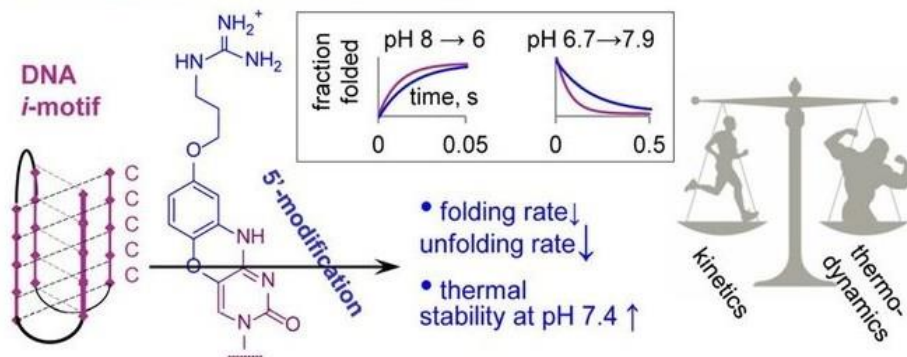 NH₂⁺
HN
NH₂
O
NH
O
N
N
O
DNA
i-motif
C
C
C
C
C
C
5'-modification
fraction
folded
pH 8 → 6
time, s
0
0.05
pH 6.7→7.9
0
0.5
• folding rate↓
unfolding rate↓
• thermal
stability at pH 7.4 ↑
kinetics
thermo-
dynamics